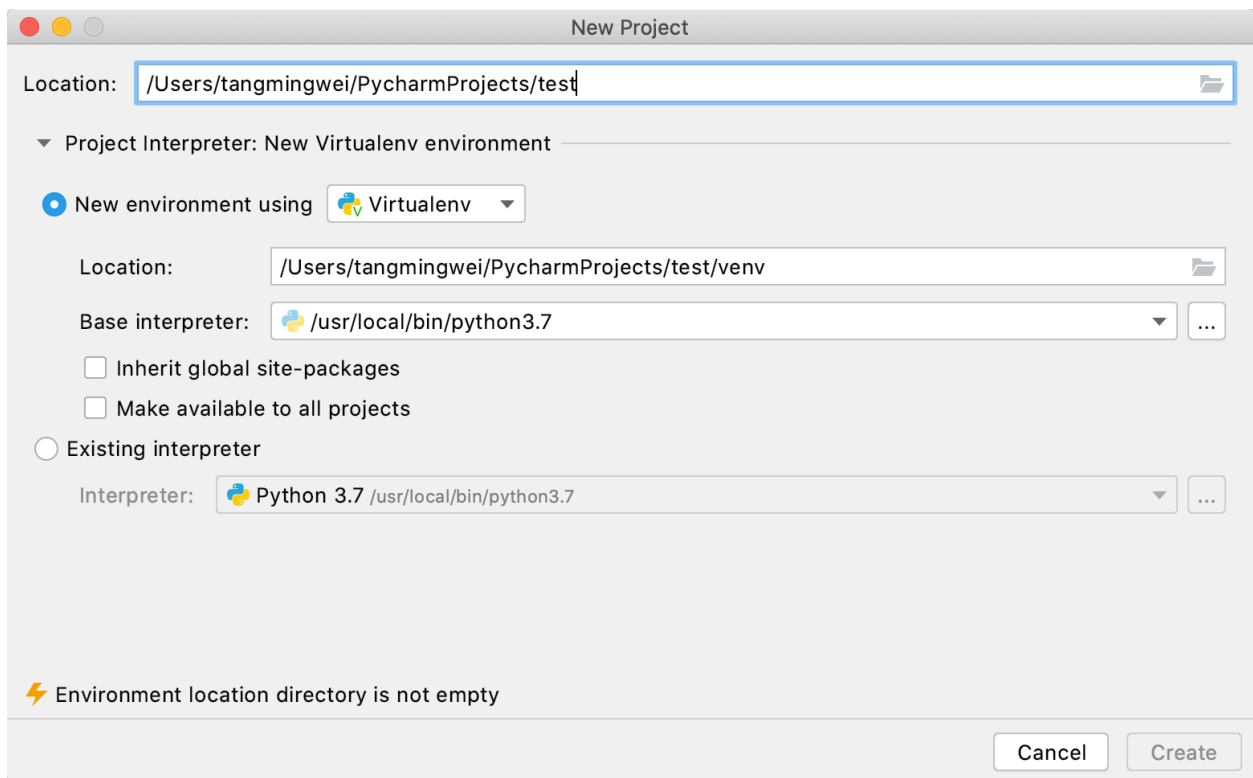 New Project
Location: /Users/tangmingwei/PycharmProjects/test
Project Interpreter: New Virtualenv environment
New environment using Virtualenv
Location: /Users/tangmingwei/PycharmProjects/test/venv
Base interpreter: /usr/local/bin/python3.7 ...
Inherit global site-packages
Make available to all projects
Existing interpreter
Interpreter: Python 3.7 /usr/local/bin/python3.7 ...
Environment location directory is not empty
Cancel Create